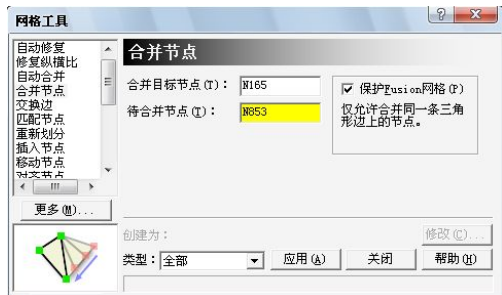 网格工具
自动修复
修复纵横比
自动合并
合并节点
交换边
匹配节点
重新划分
插入节点
移动节点
对齐节点
更多(M)...
合并节点
合并目标节点(T)： N165
待合并节点(I)： N853
保护Fusion网格(P)
仅允许合并同一条三角
形边上的节点。
创建为：
修改(C)...
类型：全部
应用(A)
关闭
帮助(H)